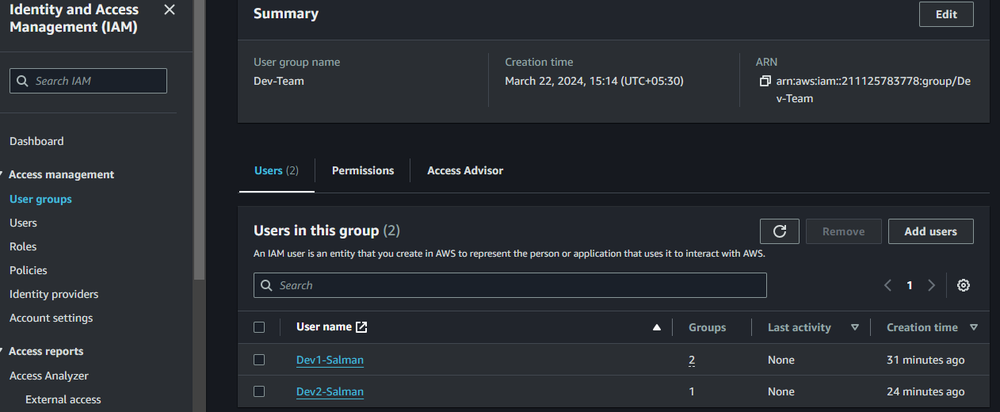 Identity and Access
Management (IAM)
Search IAM
Dashboard
Access management
User groups
Users
Roles
Policies
Identity providers
Account settings
Access reports
Access Analyzer
External access
Summary
Edit
User group name
Dev-Team
Creation time
March 22, 2024, 15:14 (UTC+05:30)
ARN
arn:aws:iam::211125783778:group/De
v-Team
Users (2)
Permissions
Access Advisor
Users in this group (2)
Remove
Add users
An IAM user is an entity that you create in AWS to represent the person or application that uses it to interact with AWS.
Search
1
User name
Groups
Last activity
Creation time
Dev1-Salman
2
None
31 minutes ago
Dev2-Salman
1
None
24 minutes ago